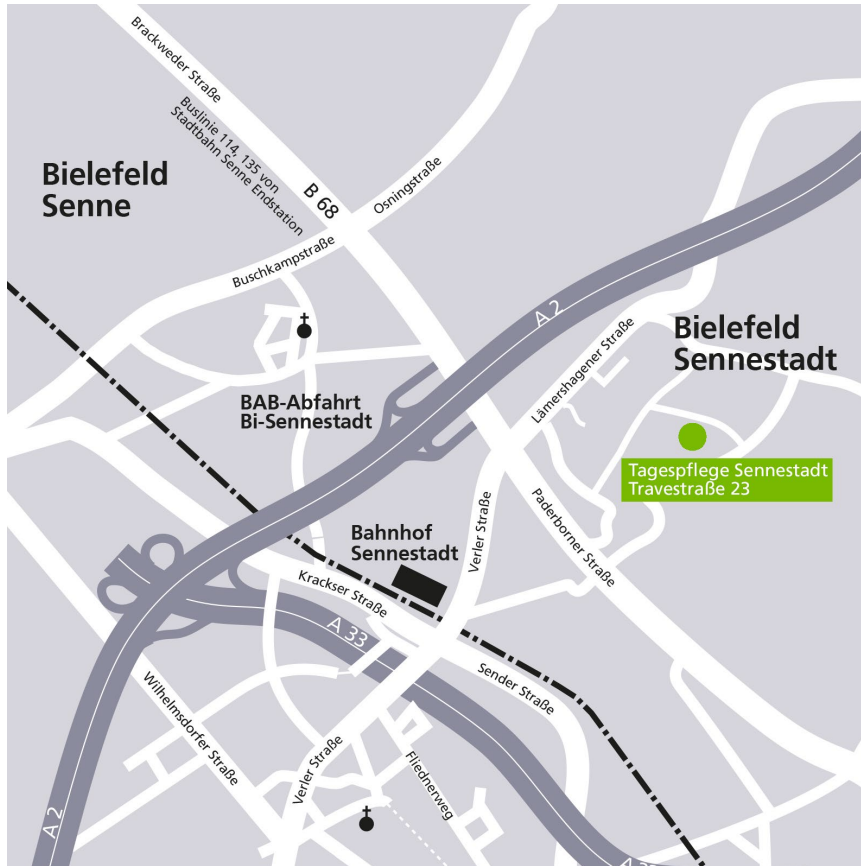 Brackweder Straße
Buslinie 114, 135 von
Stadtbahn Senne Endstation
B 68
Osningstraße
Bielefeld
Senne
Buschkampstraße
A 2
Lämershagener Straße
Bielefeld
Sennestadt
BAB-Abfahrt
Bi-Sennestadt
Tagespflege Sennestadt
Travestraße 23
Verler Straße
Paderborner Straße
Bahnhof
Sennestadt
Krackser Straße
A 33
Sender Straße
Wilhelmsdorfer Straße
Verler Straße
Fliednerweg
A 2